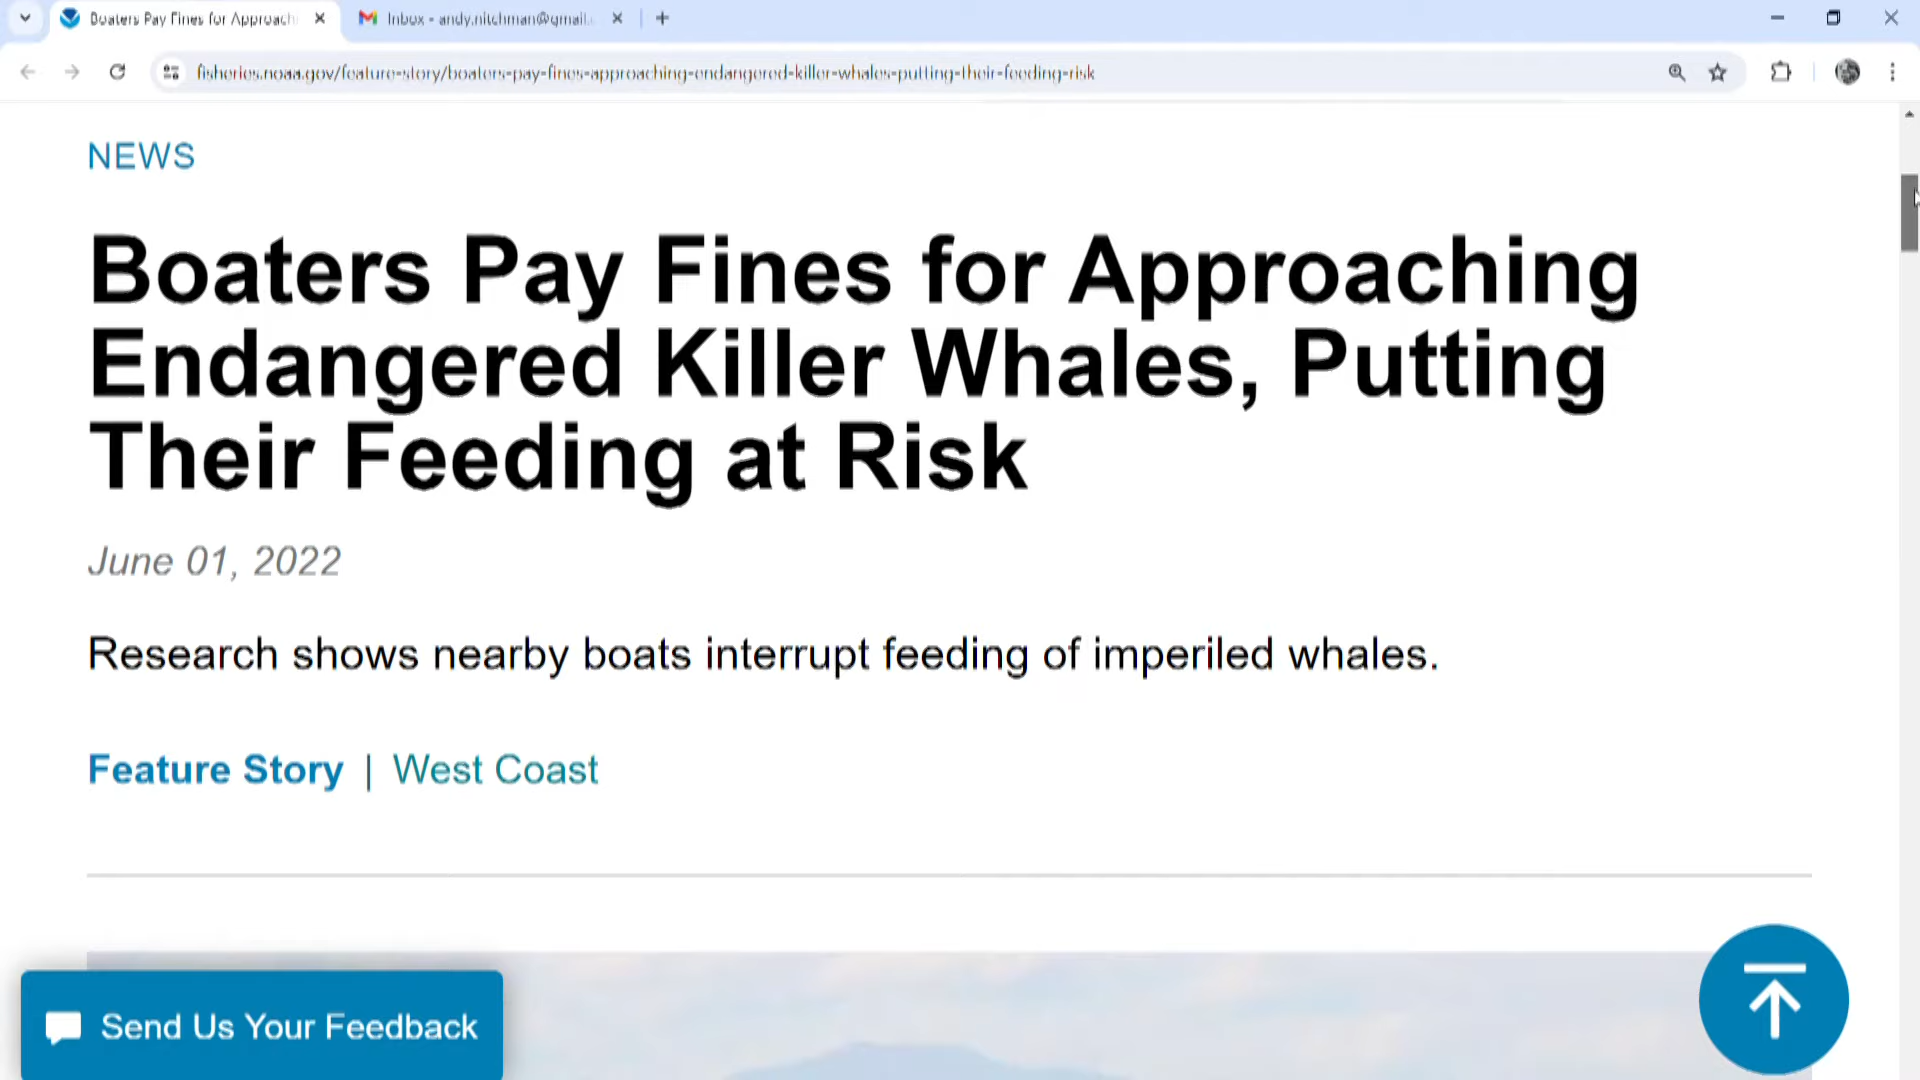 Boaters Pay Fines for Approach
Inbox - andy.nitchman@gmail.
fisheries.noaa.gov/feature-story/boaters-pay-fines-approaching-endangered-killer-whales-putting-their-feeding-risk
NEWS
Boaters Pay Fines for Approaching
Endangered Killer Whales, Putting
Their Feeding at Risk
June 01, 2022
Research shows nearby boats interrupt feeding of imperiled whales.
Feature Story | West Coast
Send Us Your Feedback